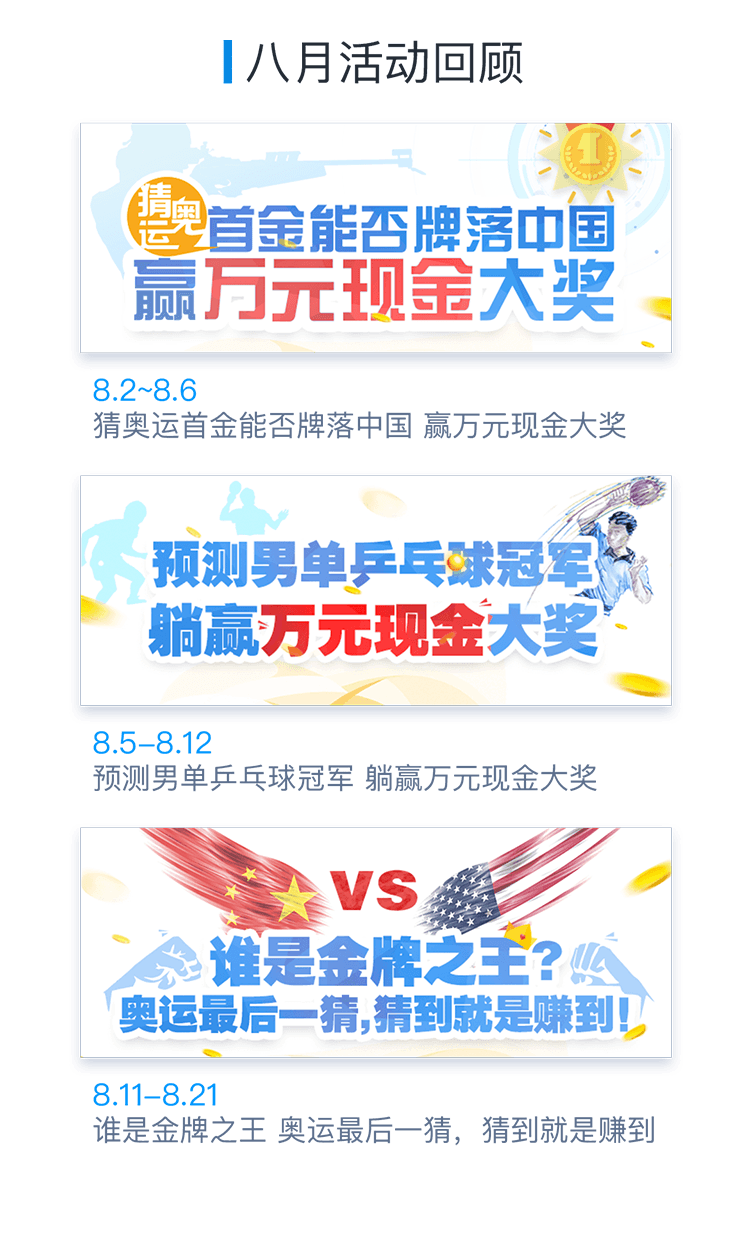 八月活动回顾
猜奥运
首金能否牌落中国
1
赢万元现金大奖
8.2~8.6
猜奥运首金能否牌落中国 赢万元现金大奖
预测男单乒乓球冠军
躺赢万元现金大奖
8.5–8.12
预测男单乒乓球冠军 躺赢万元现金大奖
VS
谁是金牌之王?
奥运最后一猜,猜到就是赚到!
8.11–8.21
谁是金牌之王 奥运最后一猜，猜到就是赚到